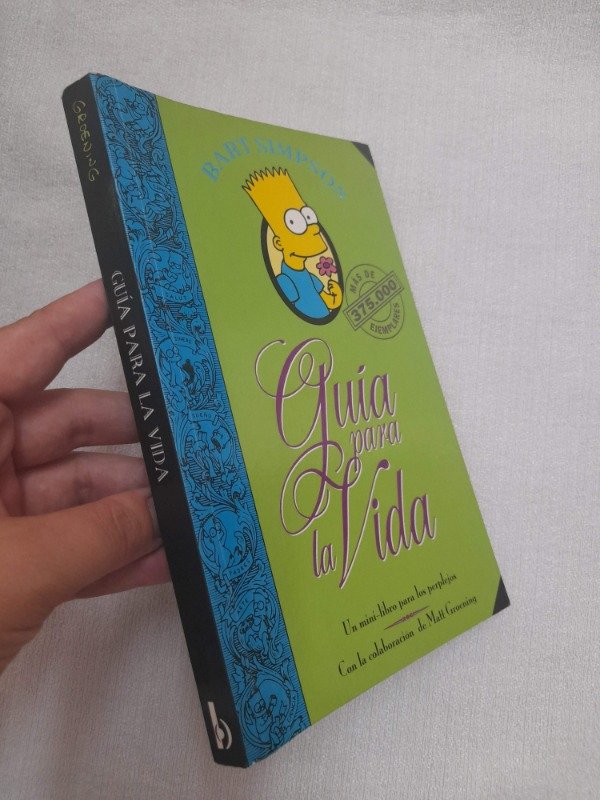 GROENING
GUÍA PARA LA VIDA
b
BART SIMPSON
MÁS DE
375.000
EJEMPLARES
Guía
para
la Vida
Un mini-libro para los perplejos
Con la colaboración de Matt Groening